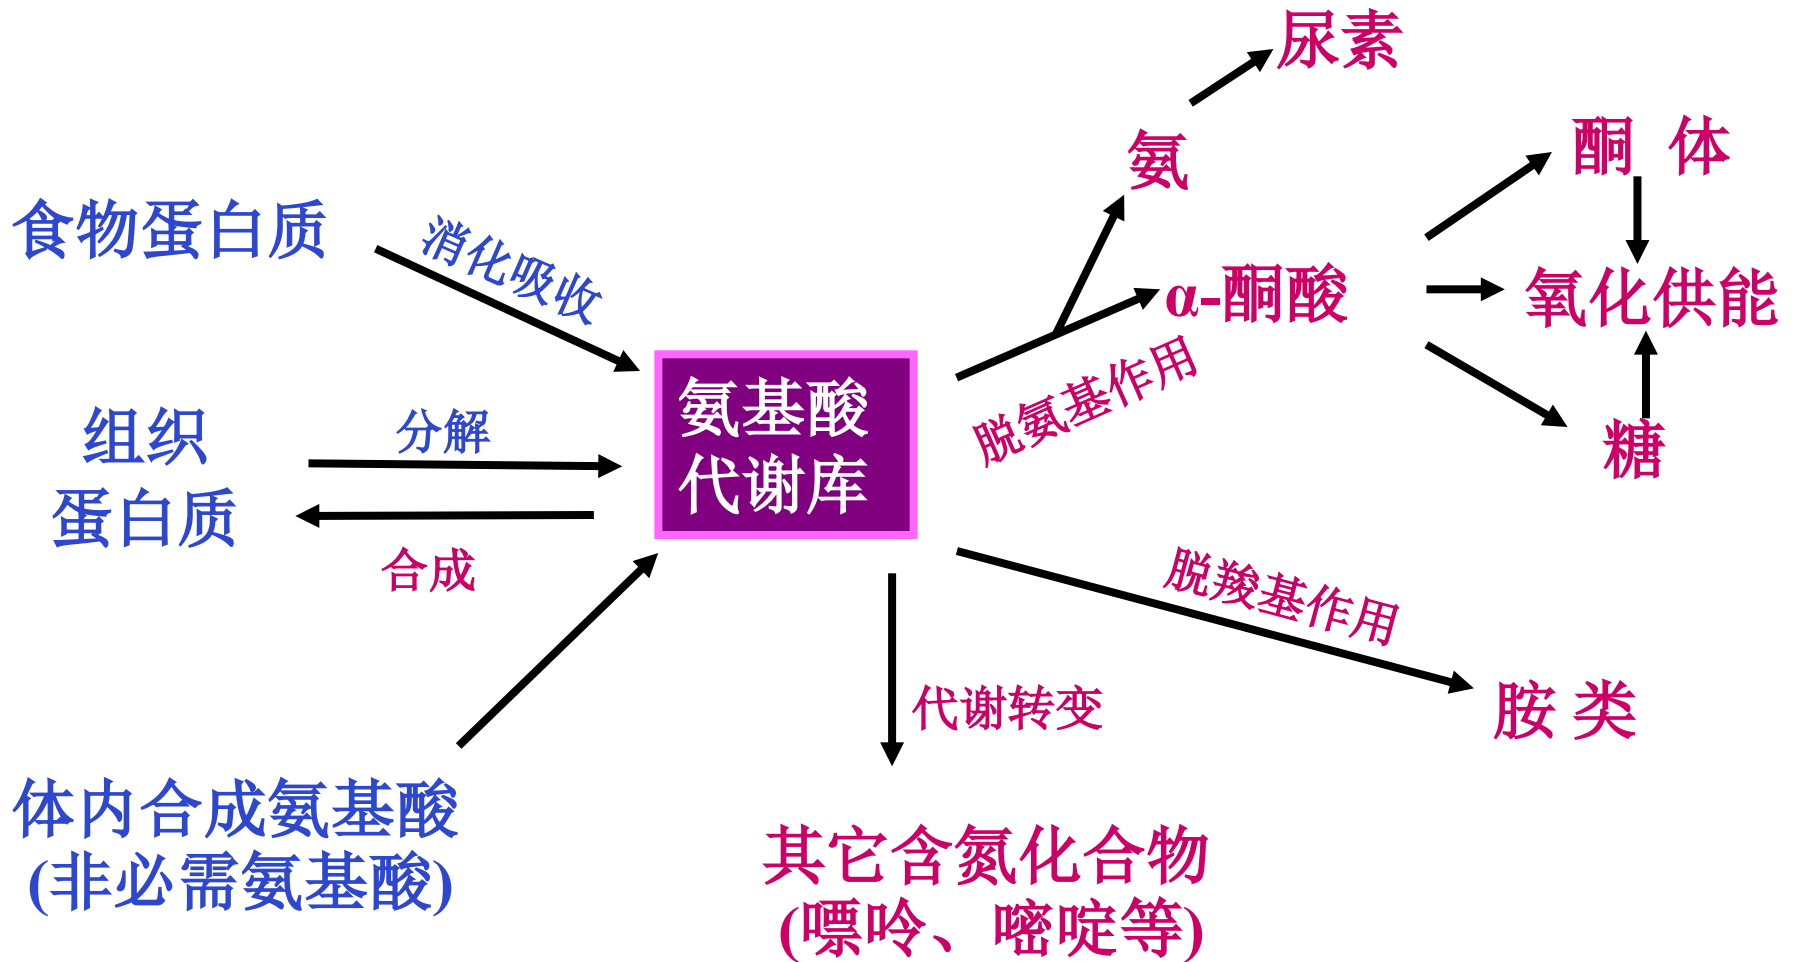 尿素
氨
酮 体
食物蛋白质
消化吸收
α-酮酸
氧化供能
脱氨基作用
氨基酸
代谢库
组织
蛋白质
分解
合成
糖
脱羧基作用
胺 类
代谢转变
体内合成氨基酸
(非必需氨基酸)
其它含氮化合物
(嘌呤、嘧啶等)